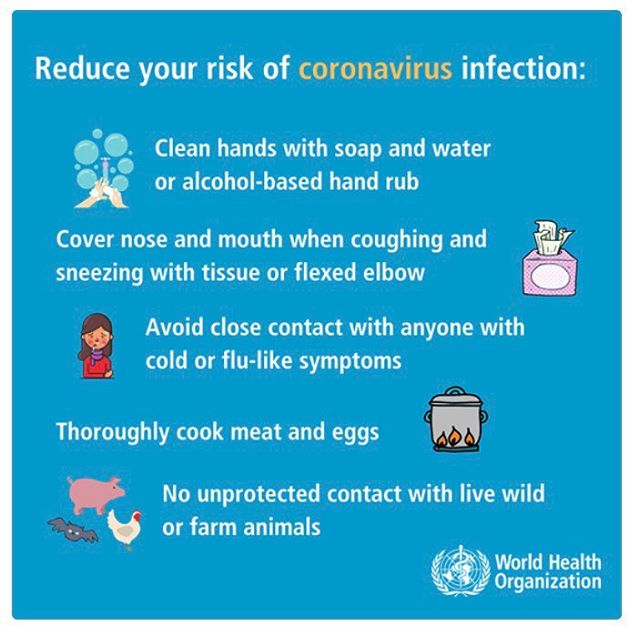 Reduce your risk of coronavirus infection:
Clean hands with soap and water
or alcohol-based hand rub
Cover nose and mouth when coughing and
sneezing with tissue or flexed elbow
Avoid close contact with anyone with
cold or flu-like symptoms
Thoroughly cook meat and eggs
No unprotected contact with live wild
or farm animals
World Health
Organization